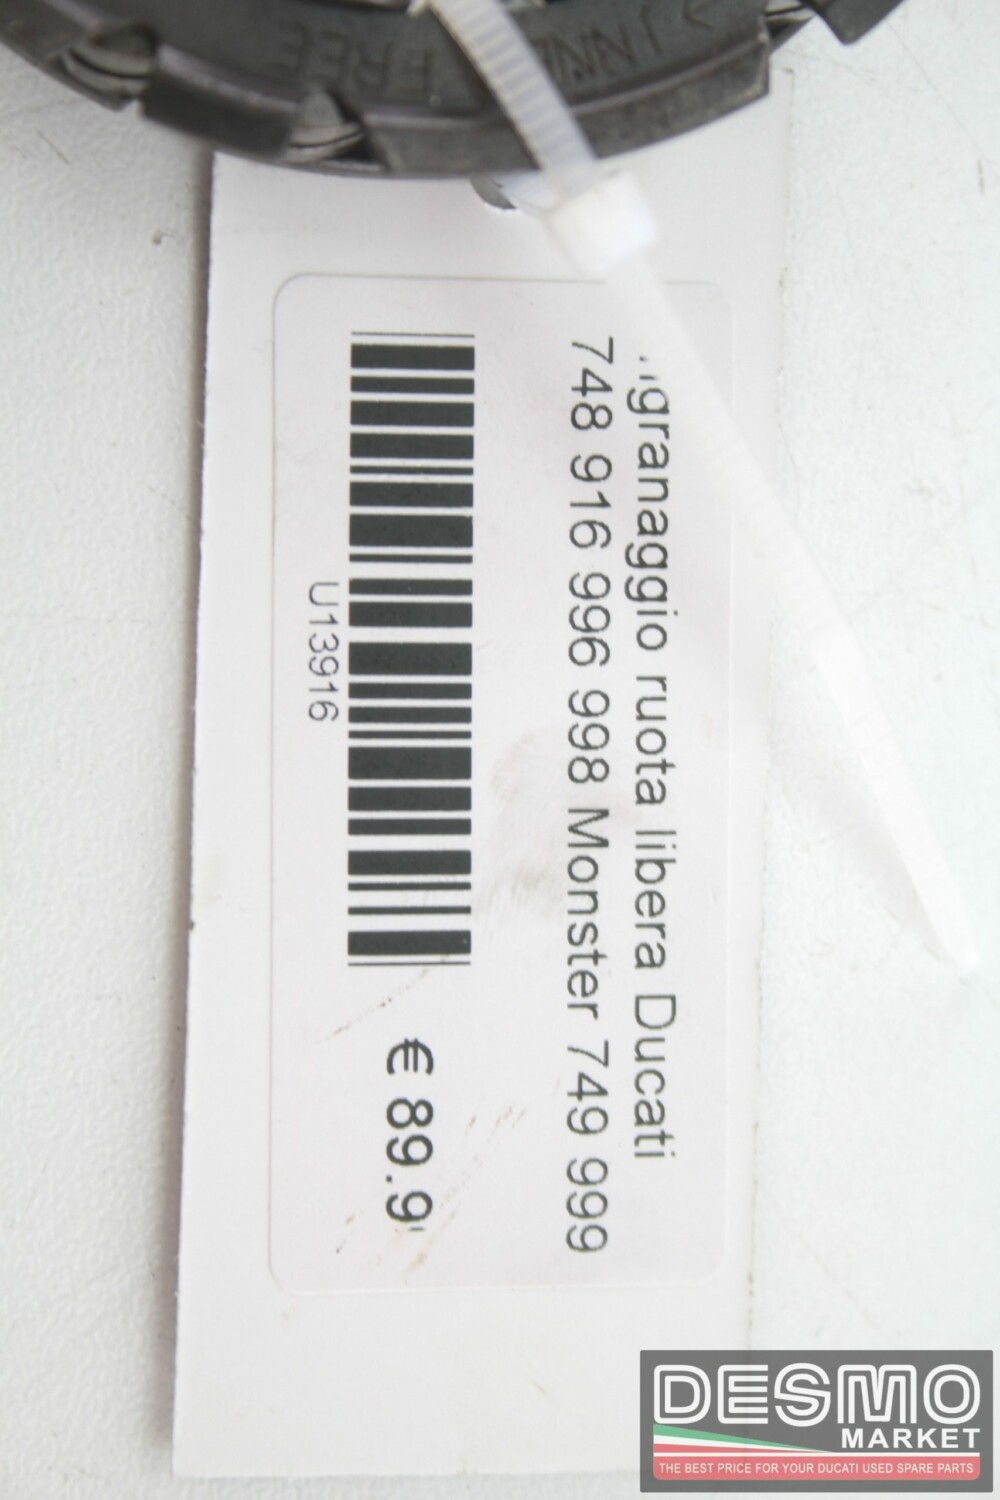 FREE
748 916 996 998 Monster 749 999
ruota libera Ducati
U13916
€ 89.9
DESMO
MARKET
THE BEST PRICE FOR YOUR DUCATI USED SPARE PARTS